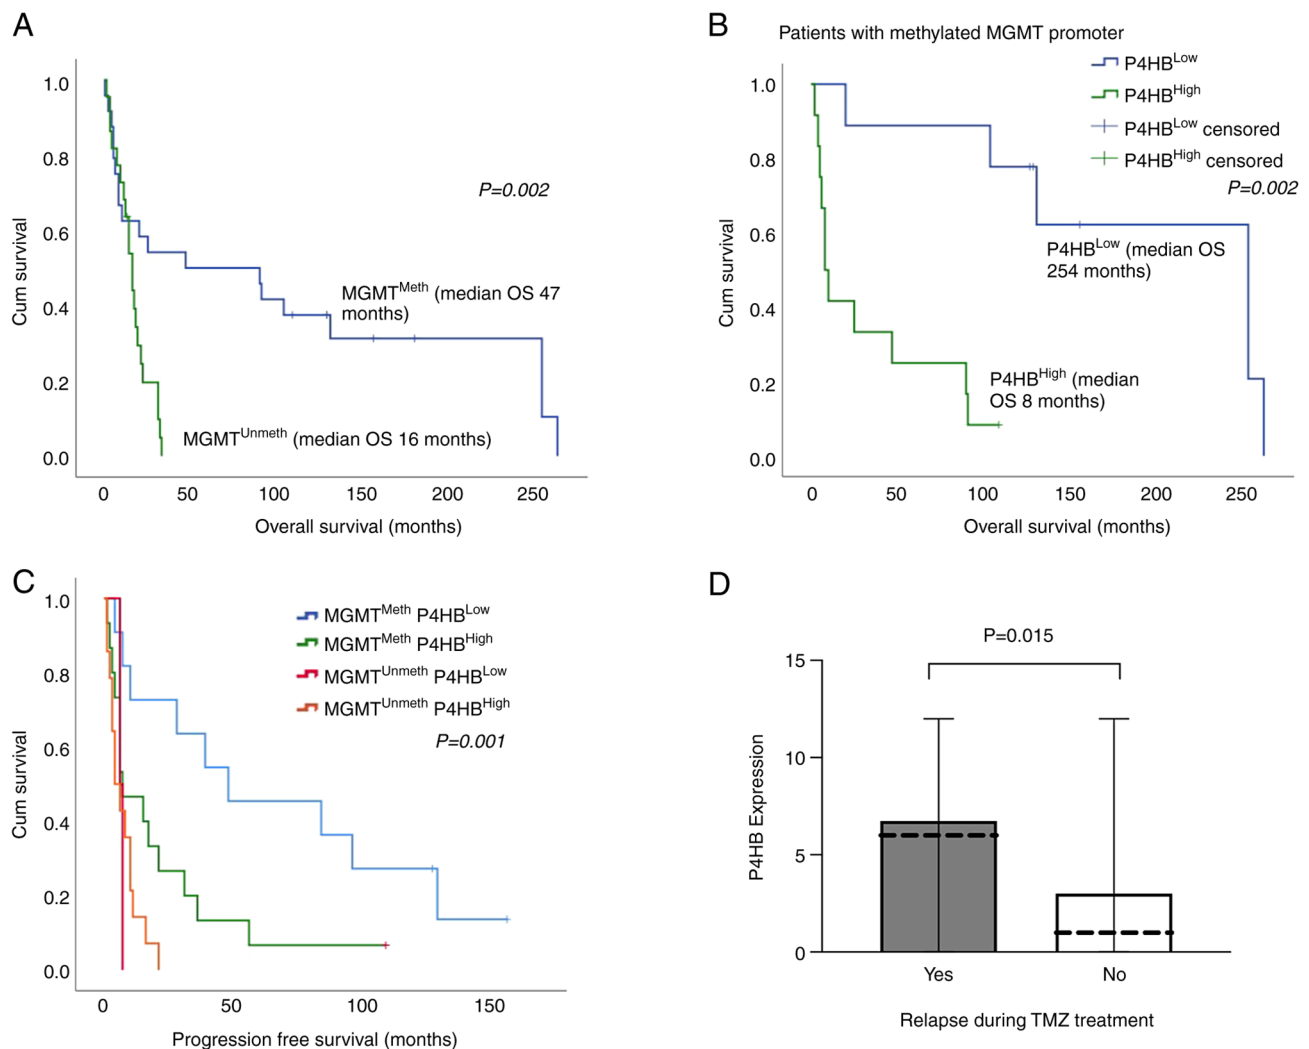 A
1.0
0.8
0.6
0.4
0.2
0.0
Cum survival
P=0.002
MGMTMeth (median OS 47
months)
MGMTUnmeth (median OS 16 months)
0 50 100 150 200 250
Overall survival (months)
B
Patients with methylated MGMT promoter
P4HBLow
P4HBHigh
P4HBLow censored
P4HBHigh censored
P=0.002
1.0
0.8
0.6
0.4
0.2
0.0
Cum survival
P4HBLow (median OS
254 months)
P4HBHigh (median
OS 8 months)
0 50 100 150 200 250
Overall survival (months)
C
1.0
0.8
0.6
0.4
0.2
0.0
Cum survival
MGMTMeth P4HBLow
MGMTMeth P4HBHigh
MGMTUnmeth P4HBLow
MGMTUnmeth P4HBHigh
P=0.001
0 50 100 150
Progression free survival (months)
D
P=0.015
15
10
5
0
P4HB Expression
Yes No
Relapse during TMZ treatment